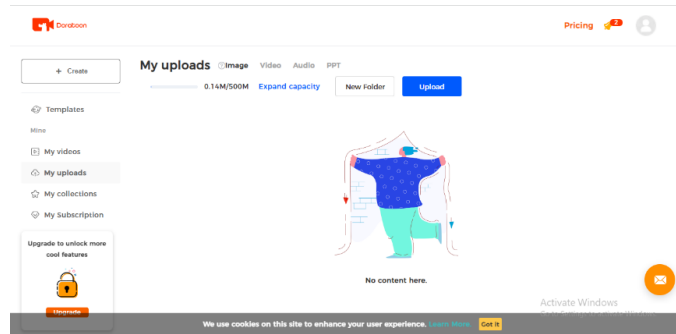 Doratoon
Pricing
2
+ Create
My uploads Image Video Audio PPT
0.14M/500M Expand capacity New Folder Upload
Templates
Mine
My videos
My uploads
My collections
My Subscription
Upgrade to unlock more
cool features
Upgrade
No content here.
Activate Windows
We use cookies on this site to enhance your user experience. Learn More. Got it